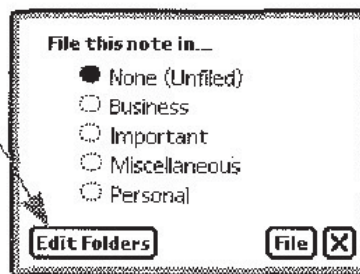 File this note in...
None (Unfiled)
Business
Important
Miscellaneous
Personal
Edit Folders File X